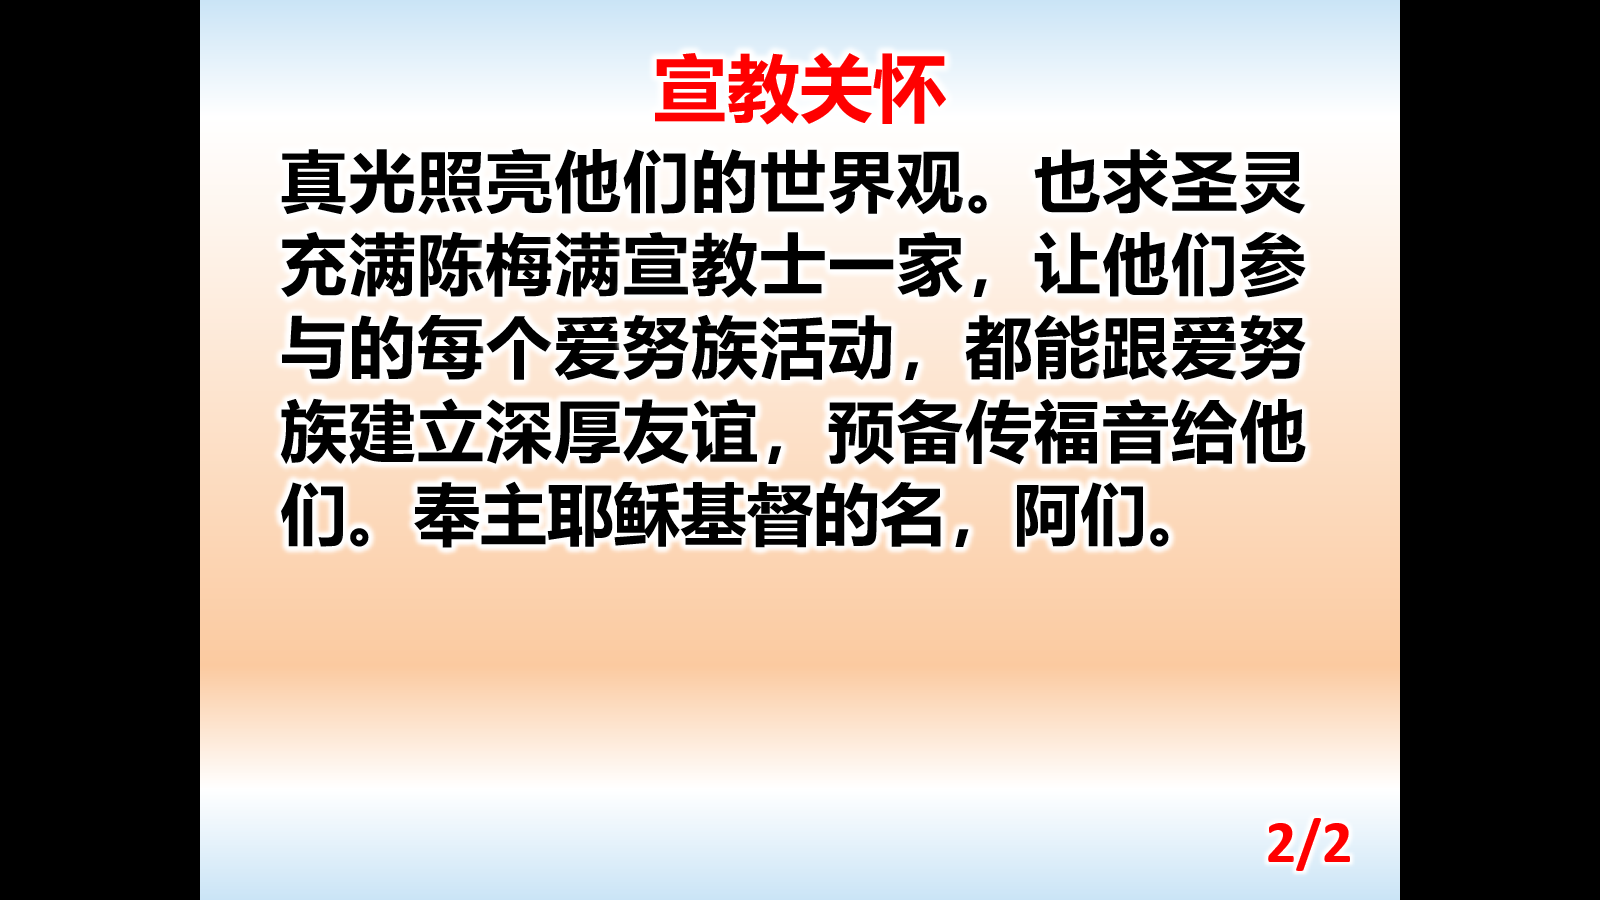 宣教关怀
真光照亮他们的世界观。也求圣灵
充满陈梅满宣教士一家，让他们参
与的每个爱努族活动，都能跟爱努
族建立深厚友谊，预备传福音给他
们。奉主耶稣基督的名，阿们。
2/2